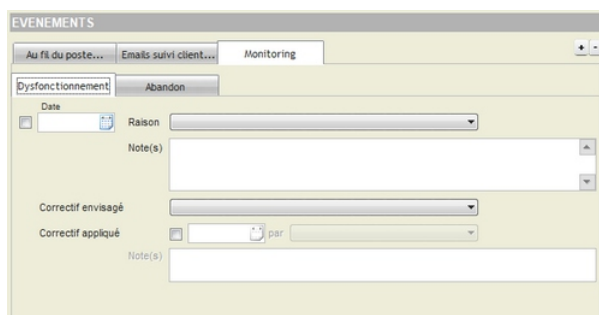 EVENEMENTS
Au fil du poste... Emails suivi client... Monitoring + -
Dysfonctionnement Abandon
Date
Raison
Note(s)
Correctif envisagé
Correctif appliqué par
Note(s)